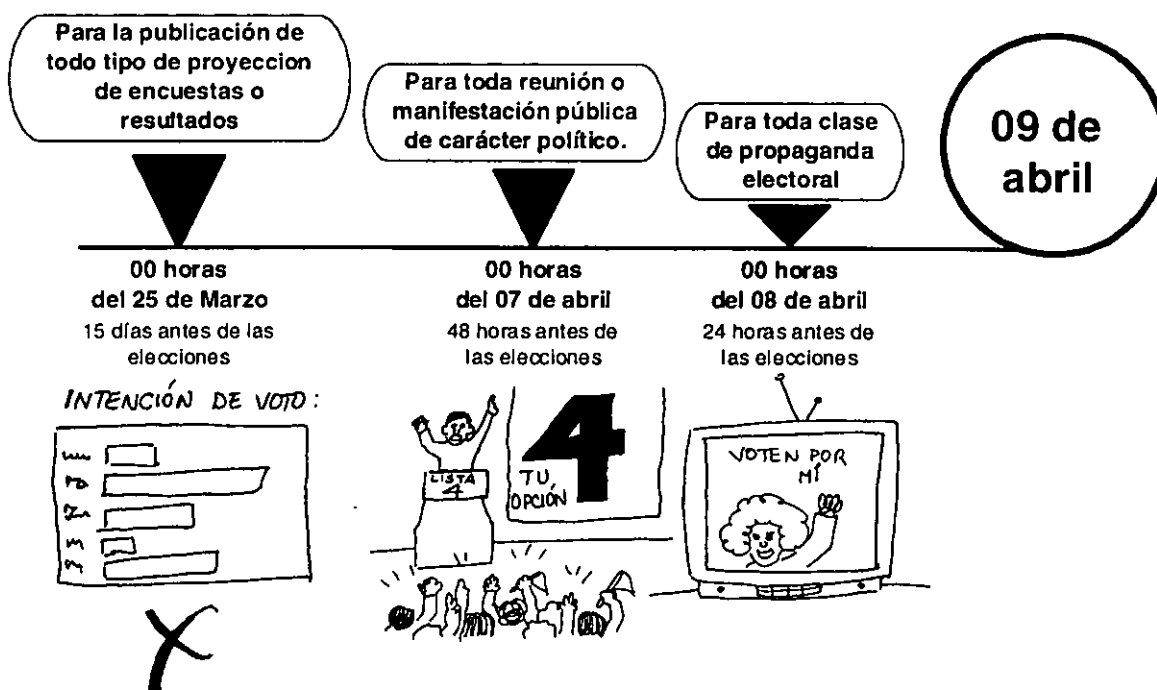 Para la publicación de
todo tipo de proyeccion
de encuestas o
resultados
Para toda reunión o
manifestación pública
de carácter político.
Para toda clase
de propaganda
electoral
09 de
abril
00 horas
del 25 de Marzo
15 días antes de las
elecciones
00 horas
del 07 de abril
48 horas antes de
las elecciones
00 horas
del 08 de abril
24 horas antes de
las elecciones
INTENCIÓN DE VOTO:
LISTA
4
4
TU
OPCIÓN
VOTEN POR
MÍ